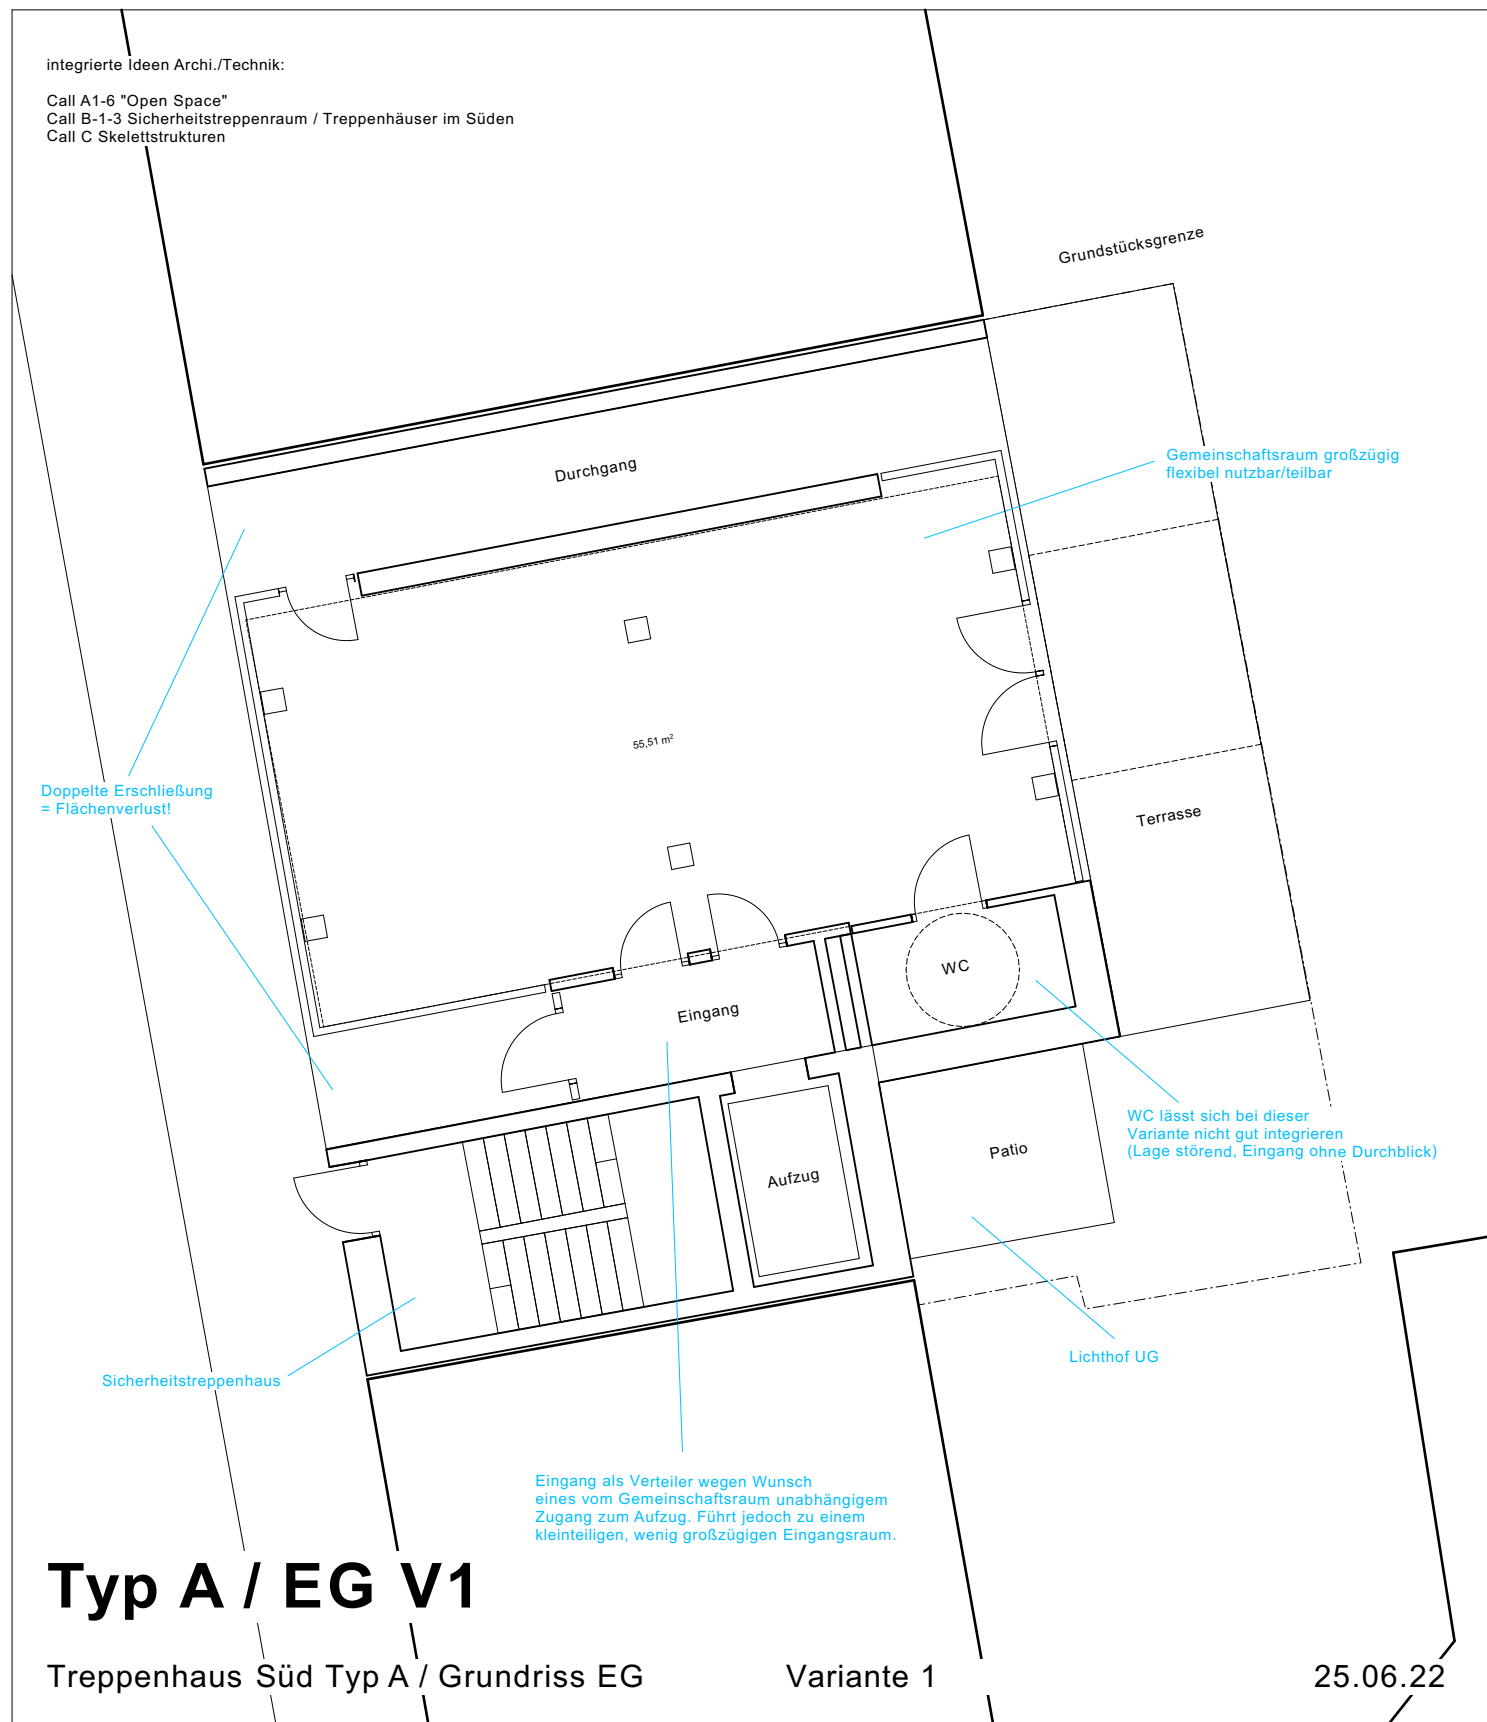 integrierte Ideen Archi./Technik:
Call A1-6 "Open Space"
Call B-1-3 Sicherheitstreppenraum / Treppenhäuser im Süden
Call C Skelettstrukturen
Grundstücksgrenze
Durchgang
Gemeinschaftsraum großzügig
flexibel nutzbar/teilbar
55,51 m²
Doppelte Erschließung
= Flächenverlust!
Terrasse
WC
Eingang
WC lässt sich bei dieser
Variante nicht gut integrieren
(Lage störend, Eingang ohne Durchblick)
Patio
Aufzug
Lichthof UG
Sicherheitstreppenhaus
Eingang als Verteiler wegen Wunsch
eines vom Gemeinschaftsraum unabhängigem
Zugang zum Aufzug. Führt jedoch zu einem
kleinteiligen, wenig großzügigen Eingangsraum.
Typ A / EG V1
Treppenhaus Süd Typ A / Grundriss EG Variante 1 25.06.22